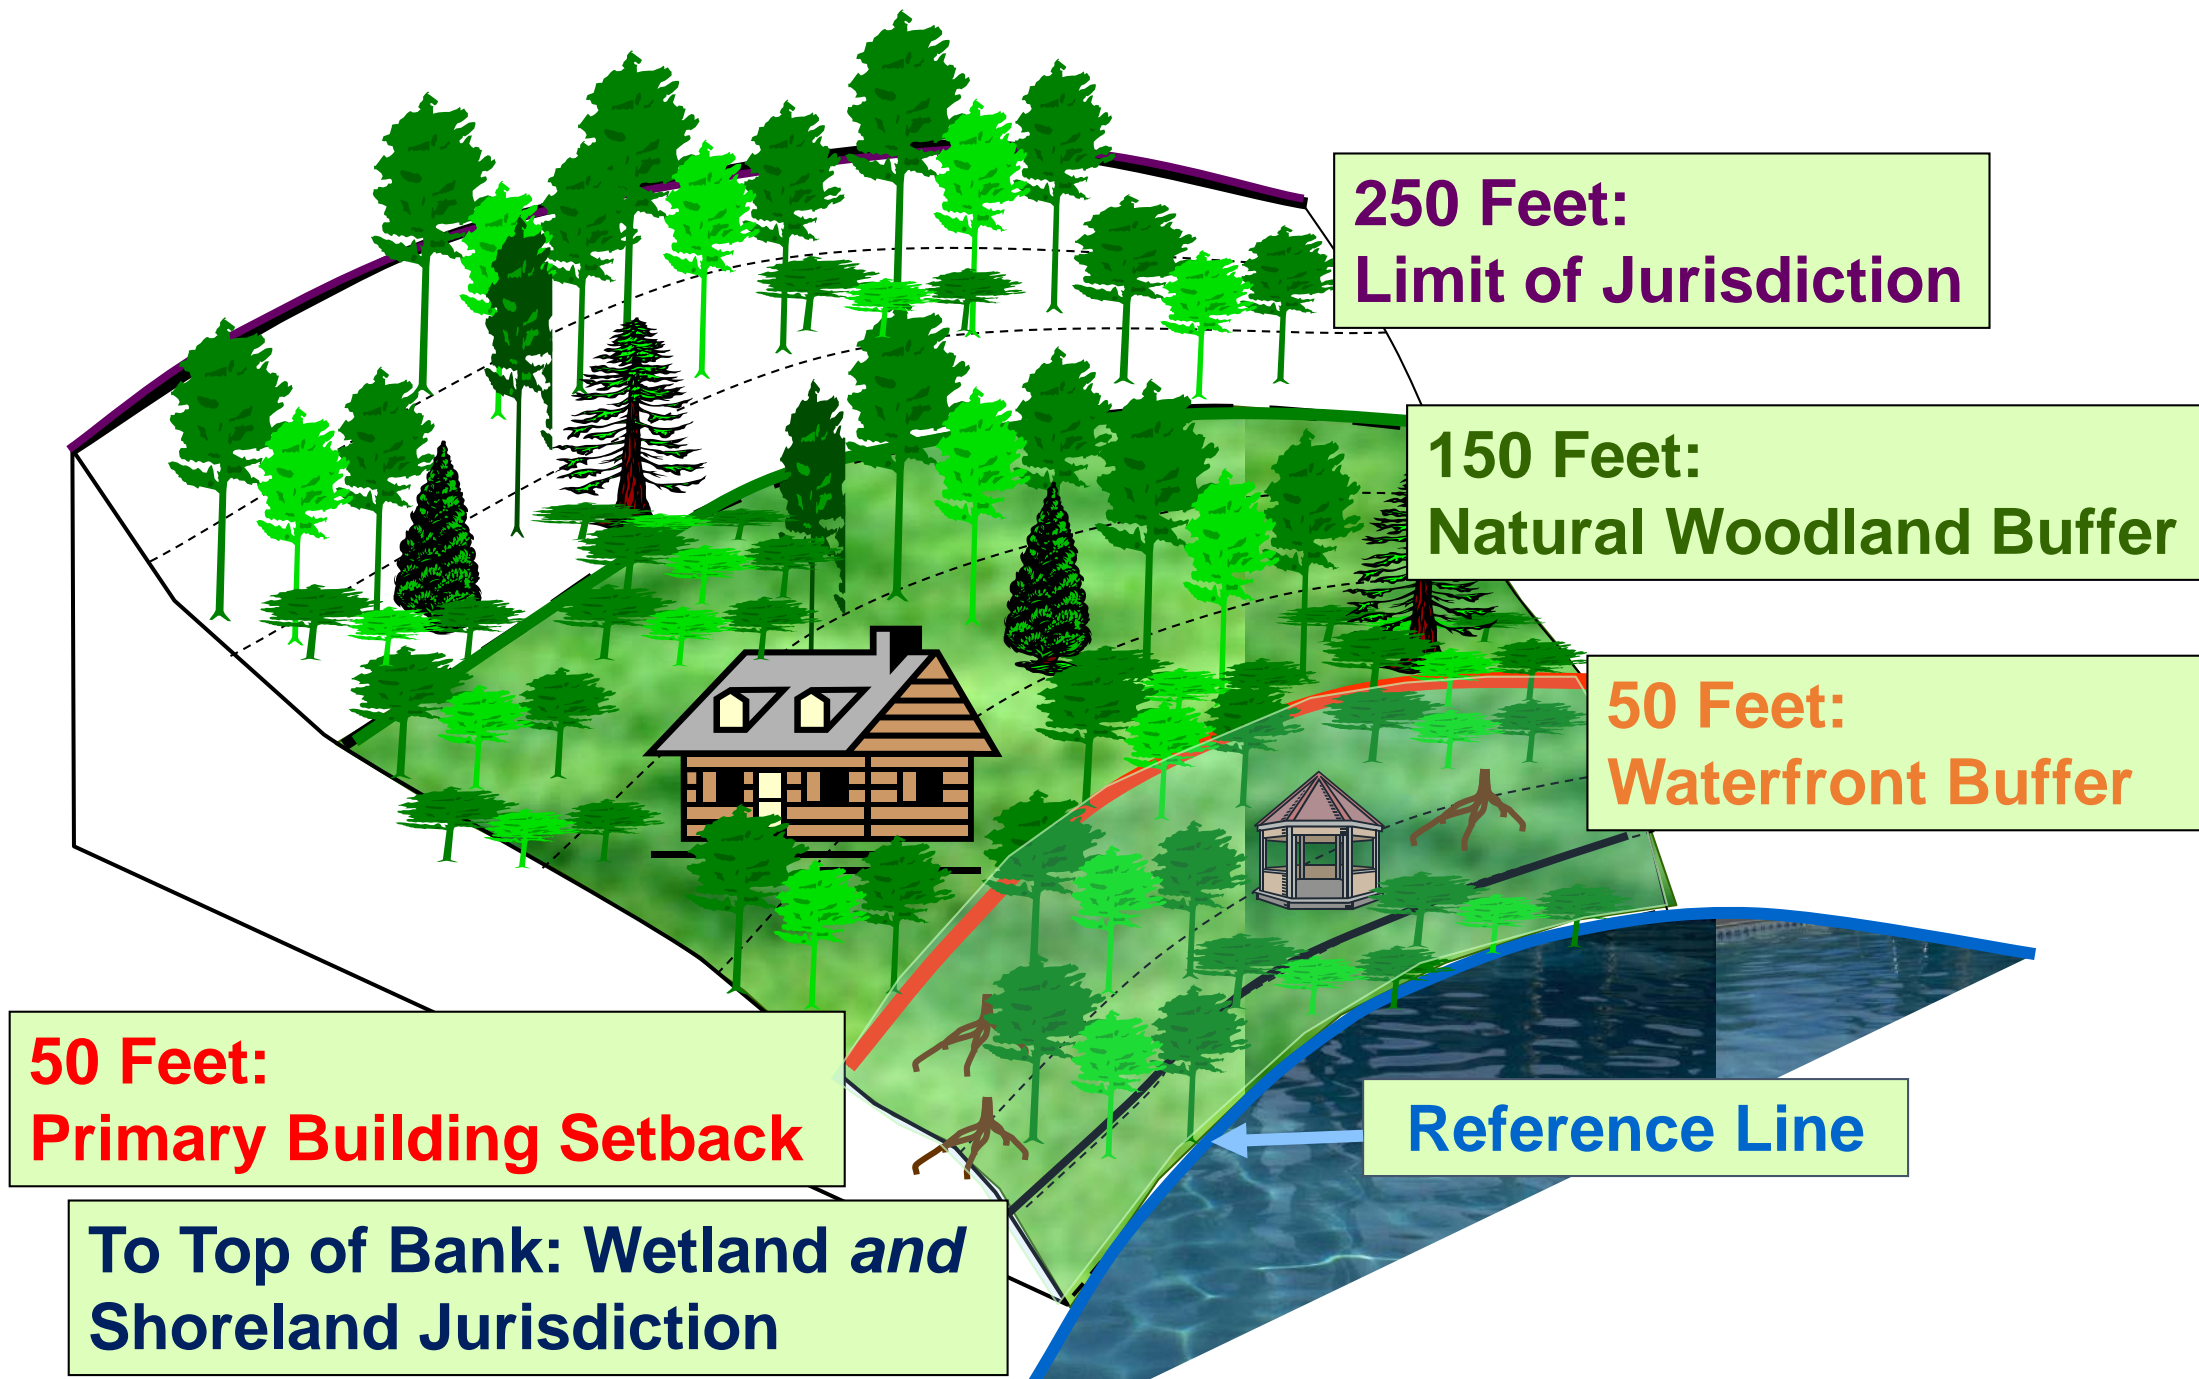 250 Feet:
Limit of Jurisdiction
150 Feet:
Natural Woodland Buffer
50 Feet:
Waterfront Buffer
50 Feet:
Primary Building Setback
Reference Line
To Top of Bank: Wetland and
Shoreland Jurisdiction